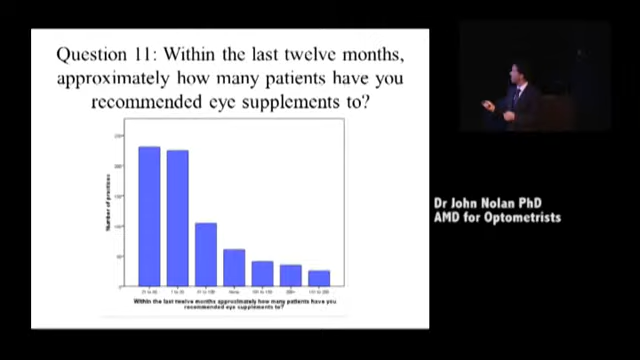 Question 11: Within the last twelve months,
approximately how many patients have you
recommended eye supplements to?
Number of practices
Within the last twelve months approximately how many patients have you
recommended eye supplements to?
Dr John Nolan PhD
AMD for Optometrists